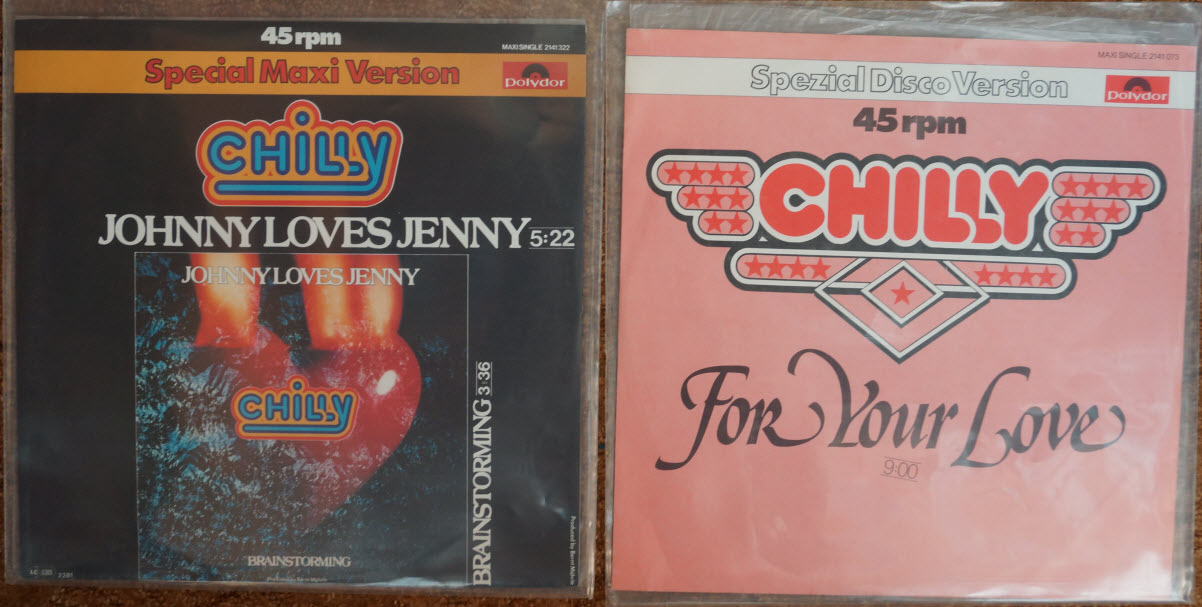 45 rpm
MAXI SINGLE 2141 322
Special Maxi Version
Polydor
CHILLY
JOHNNY LOVES JENNY 5:22
JOHNNY LOVES JENNY
CHILLY
BRAINSTORMING 3:36
BRAINSTORMING
MAXI SINGLE 2141 073
Spezial Disco Version
Polydor
45 rpm
CHILLY
For Your Love
9:00